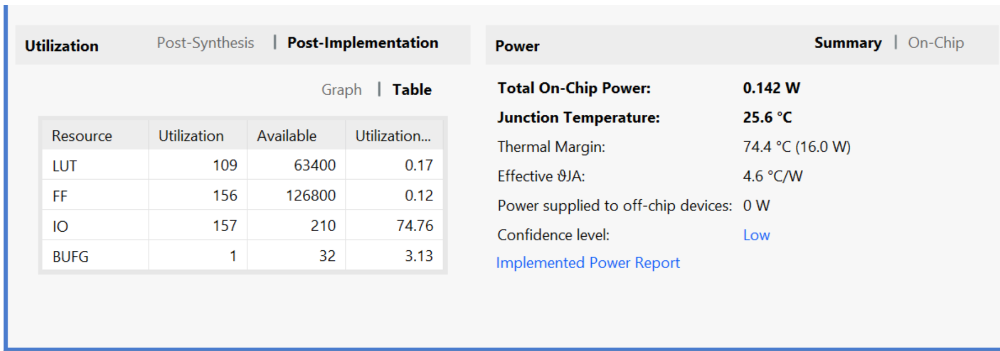 Utilization Post-Synthesis | Post-Implementation
Graph | Table
Resource Utilization Available Utilization...
LUT 109 63400 0.17
FF 156 126800 0.12
IO 157 210 74.76
BUFG 1 32 3.13
Power Summary | On-Chip
Total On-Chip Power: 0.142 W
Junction Temperature: 25.6 °C
Thermal Margin: 74.4 °C (16.0 W)
Effective ϑJA: 4.6 °C/W
Power supplied to off-chip devices: 0 W
Confidence level: Low
Implemented Power Report